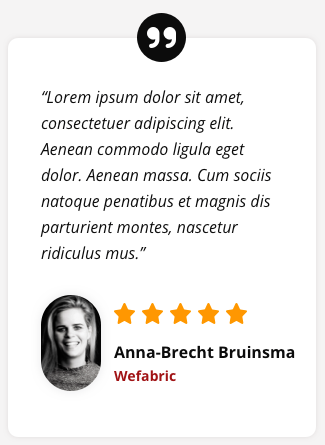 “Lorem ipsum dolor sit amet,
consectetuer adipiscing elit.
Aenean commodo ligula eget
dolor. Aenean massa. Cum sociis
natoque penatibus et magnis dis
parturient montes, nascetur
ridiculus mus.”
Anna-Brecht Bruinsma
Wefabric